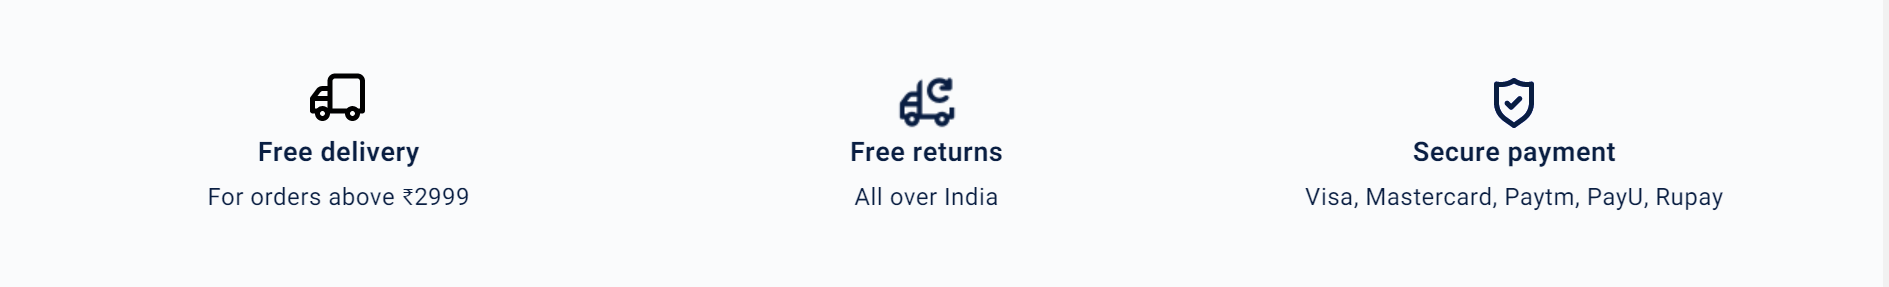 Free delivery
For orders above ₹2999
Free returns
All over India
Secure payment
Visa, Mastercard, Paytm, PayU, Rupay